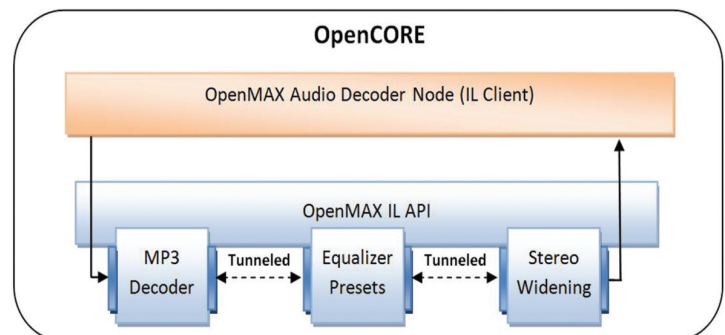 OpenCORE
OpenMAX Audio Decoder Node (IL Client)
OpenMAX IL API
MP3
Decoder
Tunneled
Equalizer
Presets
Tunneled
Stereo
Widening